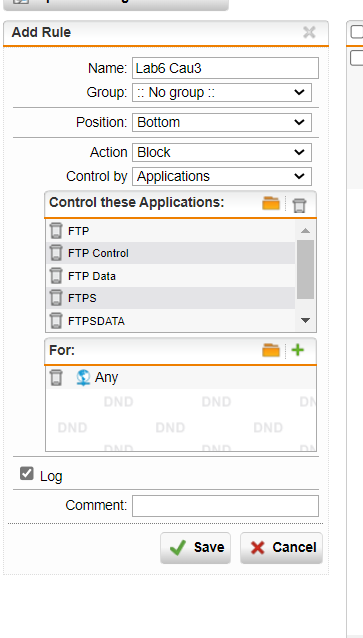 Add Rule
Name: Lab6 Cau3
Group: :: No group ::
Position: Bottom
Action Block
Control by Applications
Control these Applications:
FTP
FTP Control
FTP Data
FTPS
FTPSDATA
For:
Any
DND DND DN
DND DND DND
DND DND DN
Log
Comment:
Save Cancel